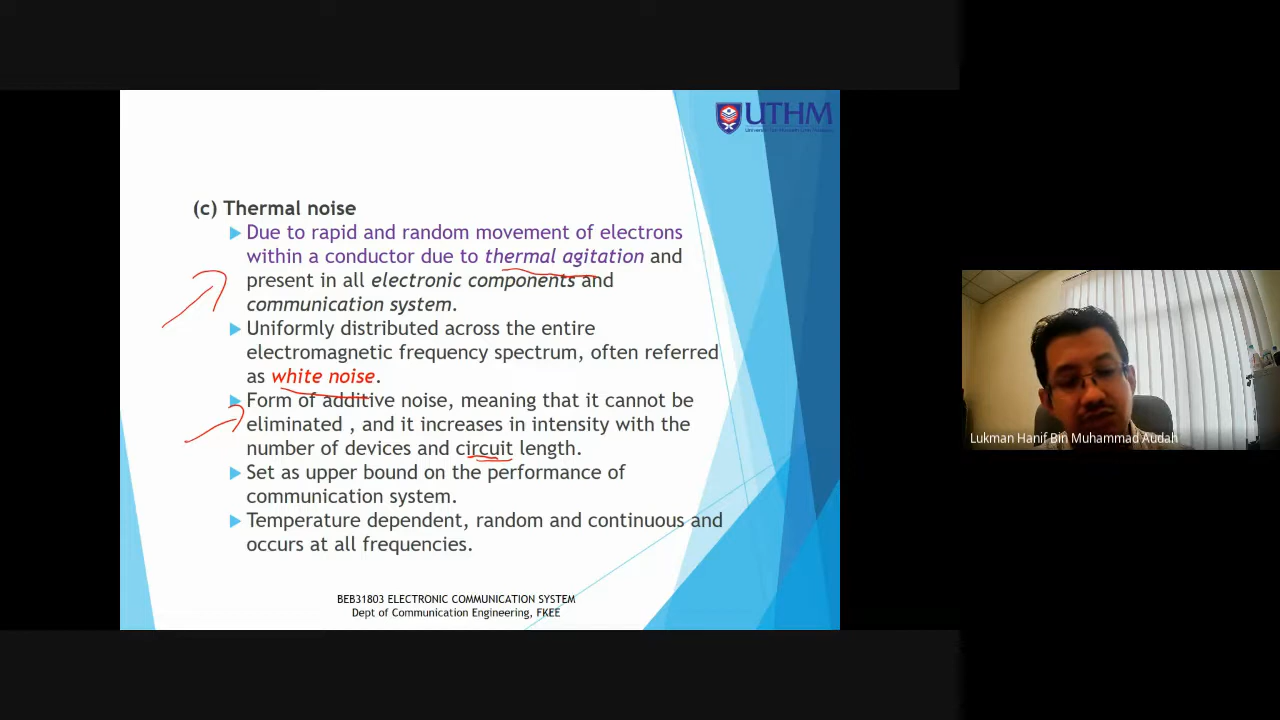 UTHM
(c) Thermal noise
Due to rapid and random movement of electrons
within a conductor due to thermal agitation and
present in all electronic components and
communication system.
Uniformly distributed across the entire
electromagnetic frequency spectrum, often referred
as white noise.
Form of additive noise, meaning that it cannot be
eliminated , and it increases in intensity with the
number of devices and circuit length.
Set as upper bound on the performance of
communication system.
Temperature dependent, random and continuous and
occurs at all frequencies.
BEB31803 ELECTRONIC COMMUNICATION SYSTEM
Dept of Communication Engineering, FKEE
Lukman Hanif Bin Muhammad Audah